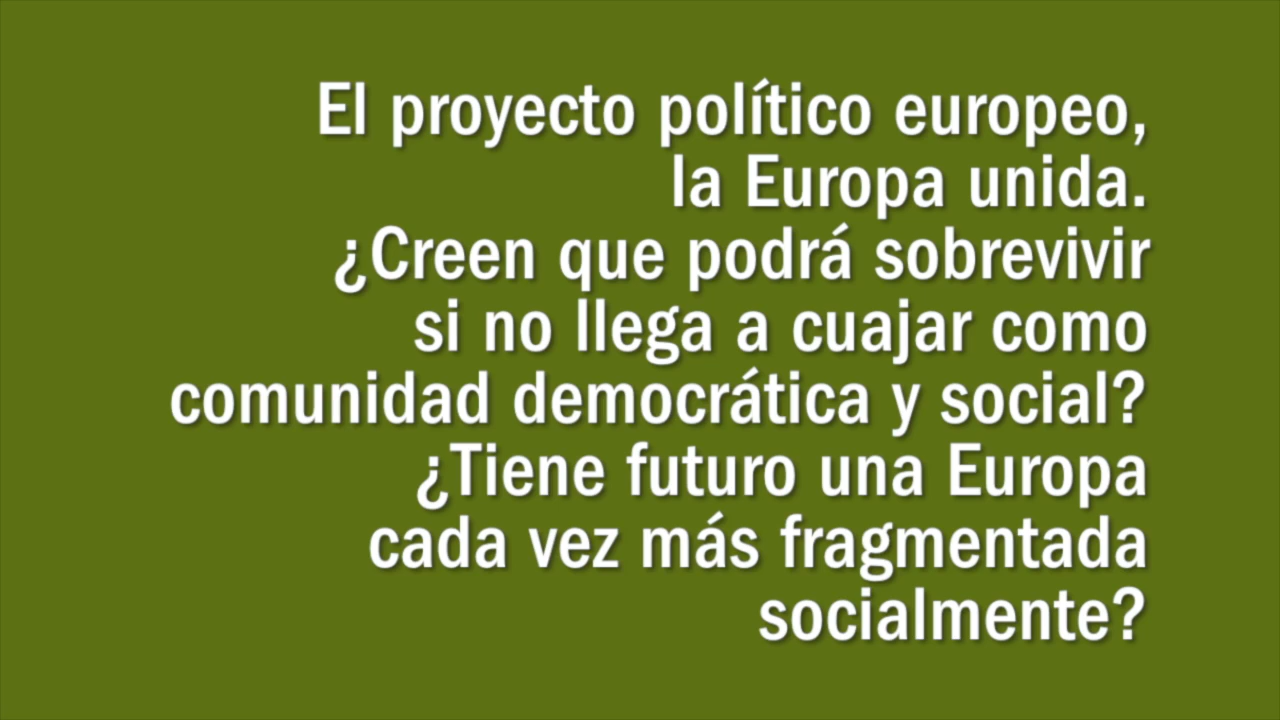 El proyecto político europeo,
la Europa unida.
¿Creen que podrá sobrevivir
si no llega a cuajar como
comunidad democrática y social?
¿Tiene futuro una Europa
cada vez más fragmentada
socialmente?